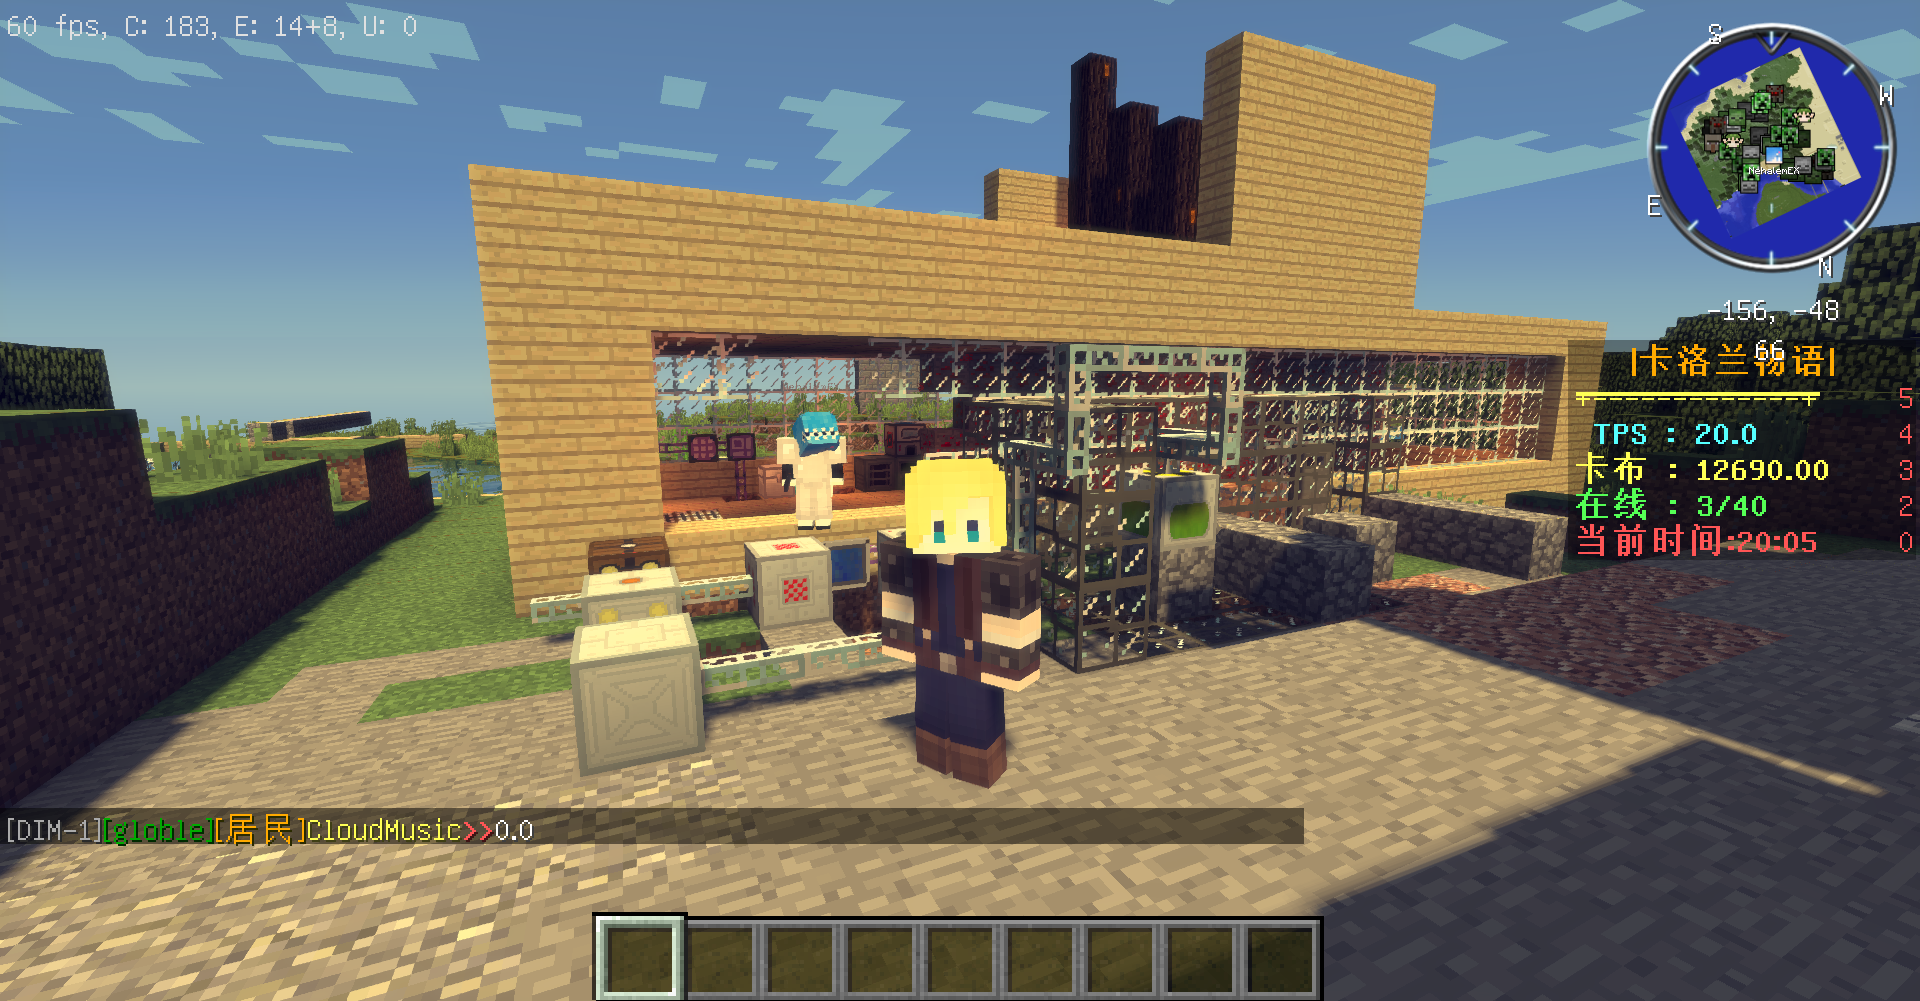 60 fps, C: 183, E: 14+8, U: 0
S
W
NehalemEX
E
N
-156, -48
66
|卡洛兰物语|
5
TPS : 20.0
4
卡布 : 12690.00
3
在线 : 3/40
2
当前时间:20:05
0
[DIM-1][globle][居民]CloudMusic>>0.0